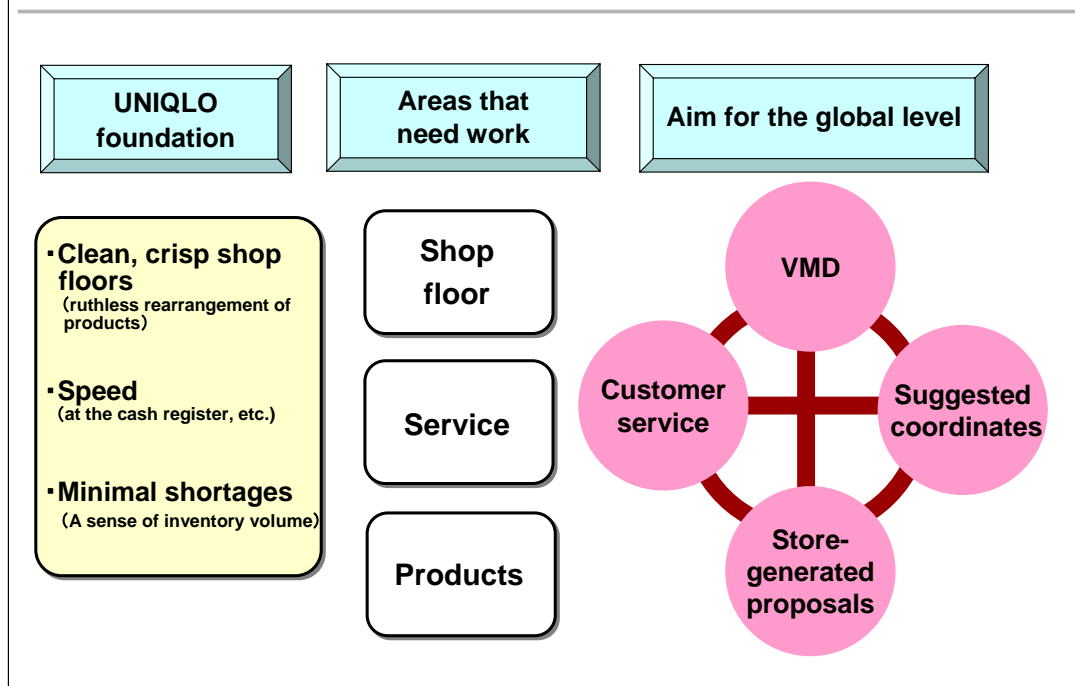 UNIQLO
foundation
Areas that
need work
Aim for the global level
・Clean, crisp shop
floors
（ruthless rearrangement of
products）
・Speed
（at the cash register, etc.）
・Minimal shortages
（A sense of inventory volume）
Shop
floor
Service
Products
VMD
Customer
service
Suggested
coordinates
Store-
generated
proposals